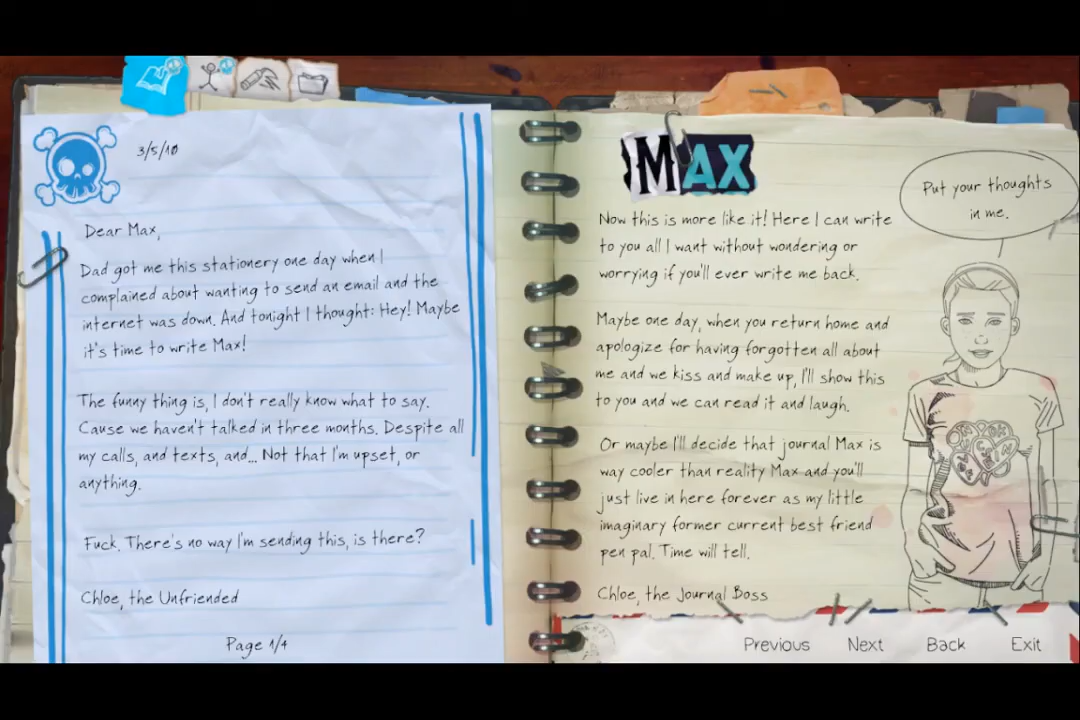 3/5/10
Dear Max,
Dad got me this stationery one day when I
complained about wanting to send an email and the
internet was down. And tonight I thought: Hey! Maybe
it's time to write Max!
The funny thing is, I don't really know what to say.
Cause we haven't talked in three months. Despite all
my calls, and texts, and... Not that I'm upset, or
anything.
Fuck. There's no way I'm sending this, is there?
Chloe, the Unfriended
Page 1/4
MAX
Now this is more like it! Here I can write
to you all I want without wondering or
worrying if you'll ever write me back.
Maybe one day, when you return home and
apologize for having forgotten all about
me and we kiss and make up, I'll show this
to you and we can read it and laugh.
Or maybe I'll decide that journal Max is
way cooler than reality Max and you'll
just live in here forever as my little
imaginary former current best friend
pen pal. Time will tell.
Chloe, the Journal Boss
Put your thoughts
in me.
Previous
Next
Back
Exit